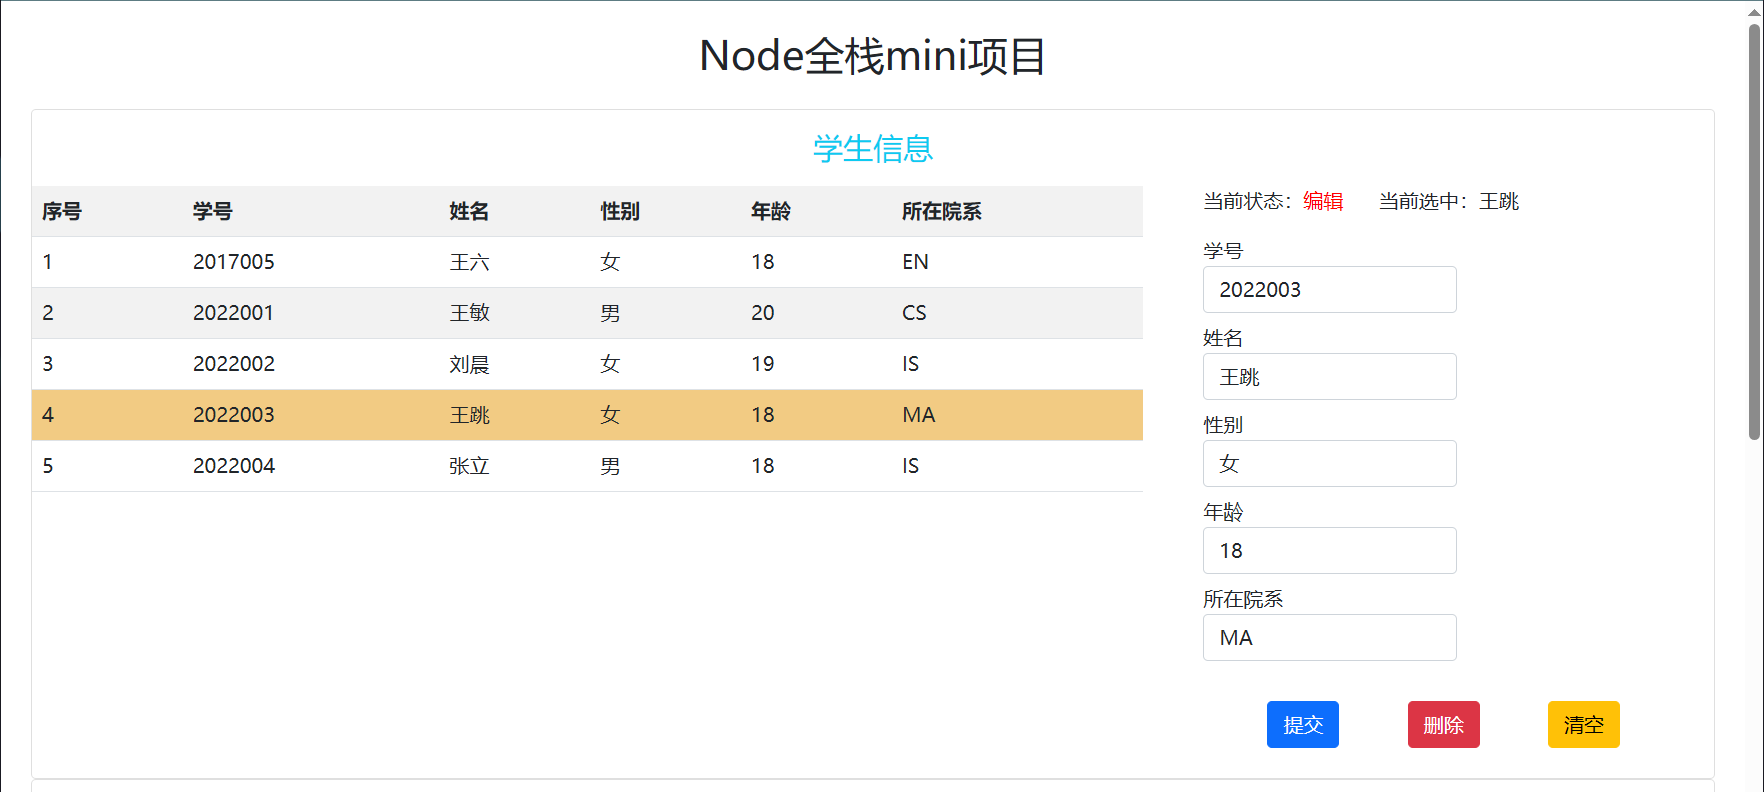 Node全栈mini项目
学生信息
序号 学号 姓名 性别 年龄 所在院系
1 2017005 王六 女 18 EN
2 2022001 王敏 男 20 CS
3 2022002 刘晨 女 19 IS
4 2022003 王跳 女 18 MA
5 2022004 张立 男 18 IS
当前状态：编辑 当前选中：王跳
学号
2022003
姓名
王跳
性别
女
年龄
18
所在院系
MA
提交 删除 清空